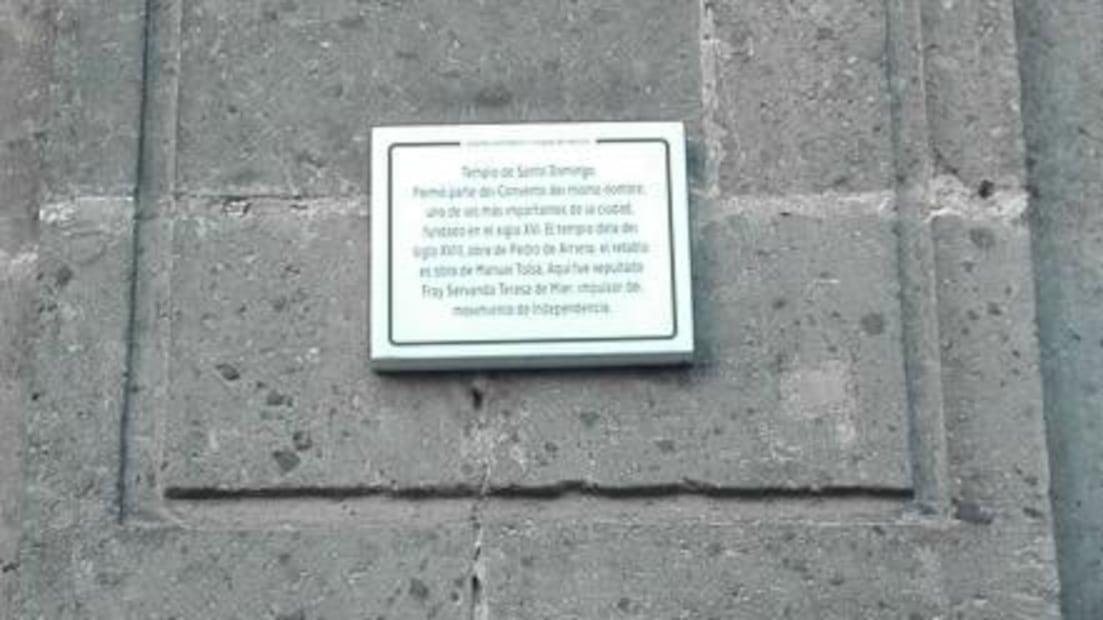 Templo de Santo Domingo
Formó parte del Convento del mismo nombre,
uno de los más importantes de la ciudad,
fundado en el siglo XVI. El templo data del
siglo XVIII, obra de Pedro de Arrieta; el retablo
es obra de Manuel Tolsá. Aquí fue sepultado
Fray Servando Teresa de Mier, impulsor del
movimiento de Independencia.